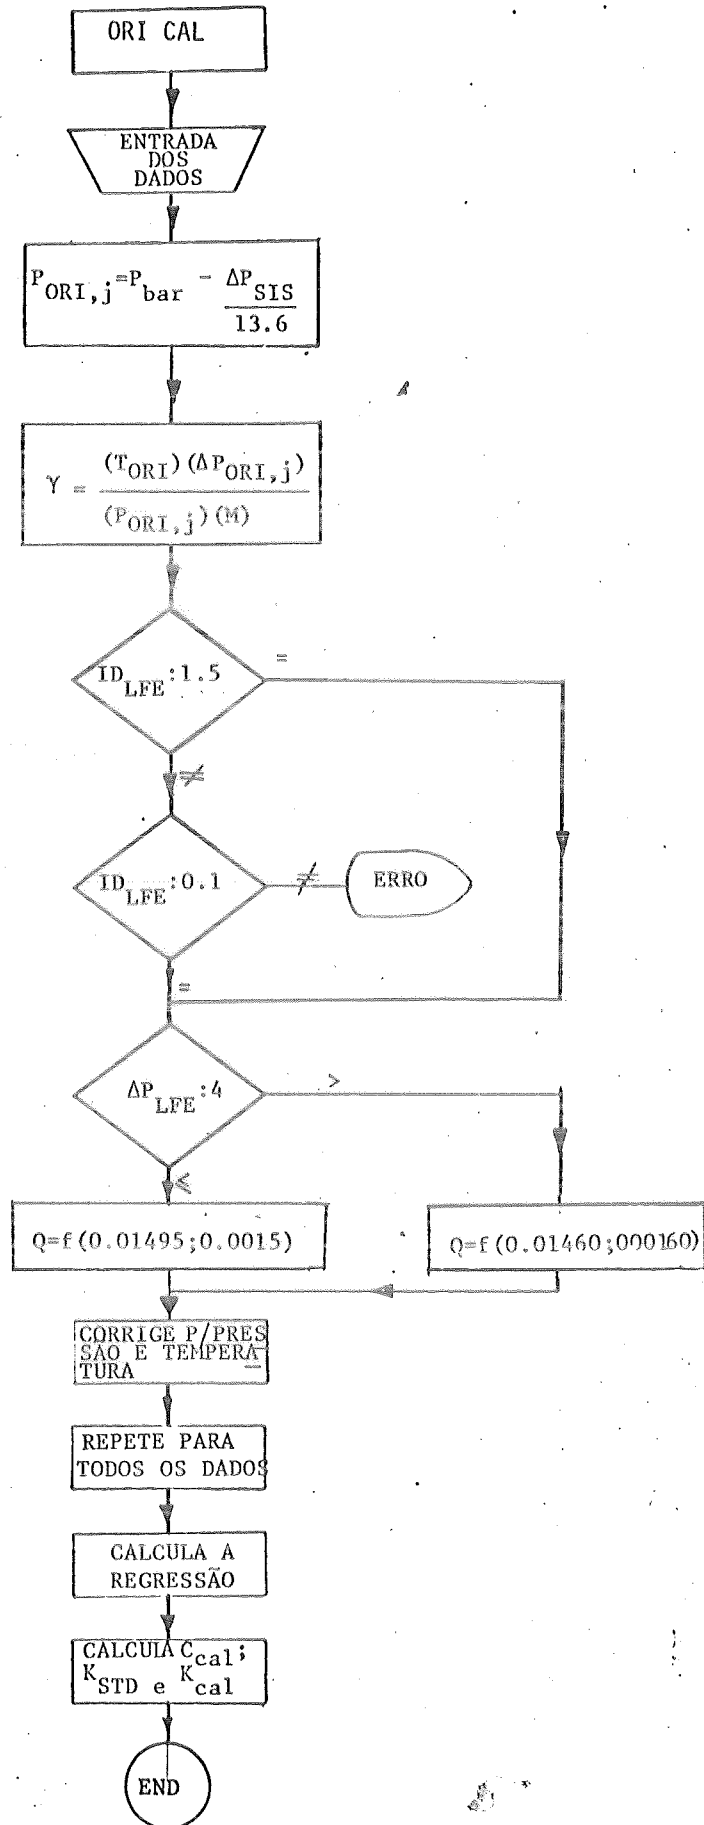 ORI CAL
ENTRADA
DOS
DADOS
P_ORI,j=P_bar - ΔP_SIS
13.6
γ = (T_ORI)(ΔP_ORI,j)
(P_ORI,j)(M)
=
ID_LFE:1.5
≠
ID_LFE:0.1 ≠ ERRO
=
ΔP_LFE:4 >
≤
Q=f(0.01495;0.0015) Q=f(0.01460;000160)
CORRIGE P/PRES
SAO E TEMPERA
TURA
REPETE PARA
TODOS OS DADOS
CALCULA A
REGRESSÃO
CALCULA C_cal;
K_STD e K_cal
END